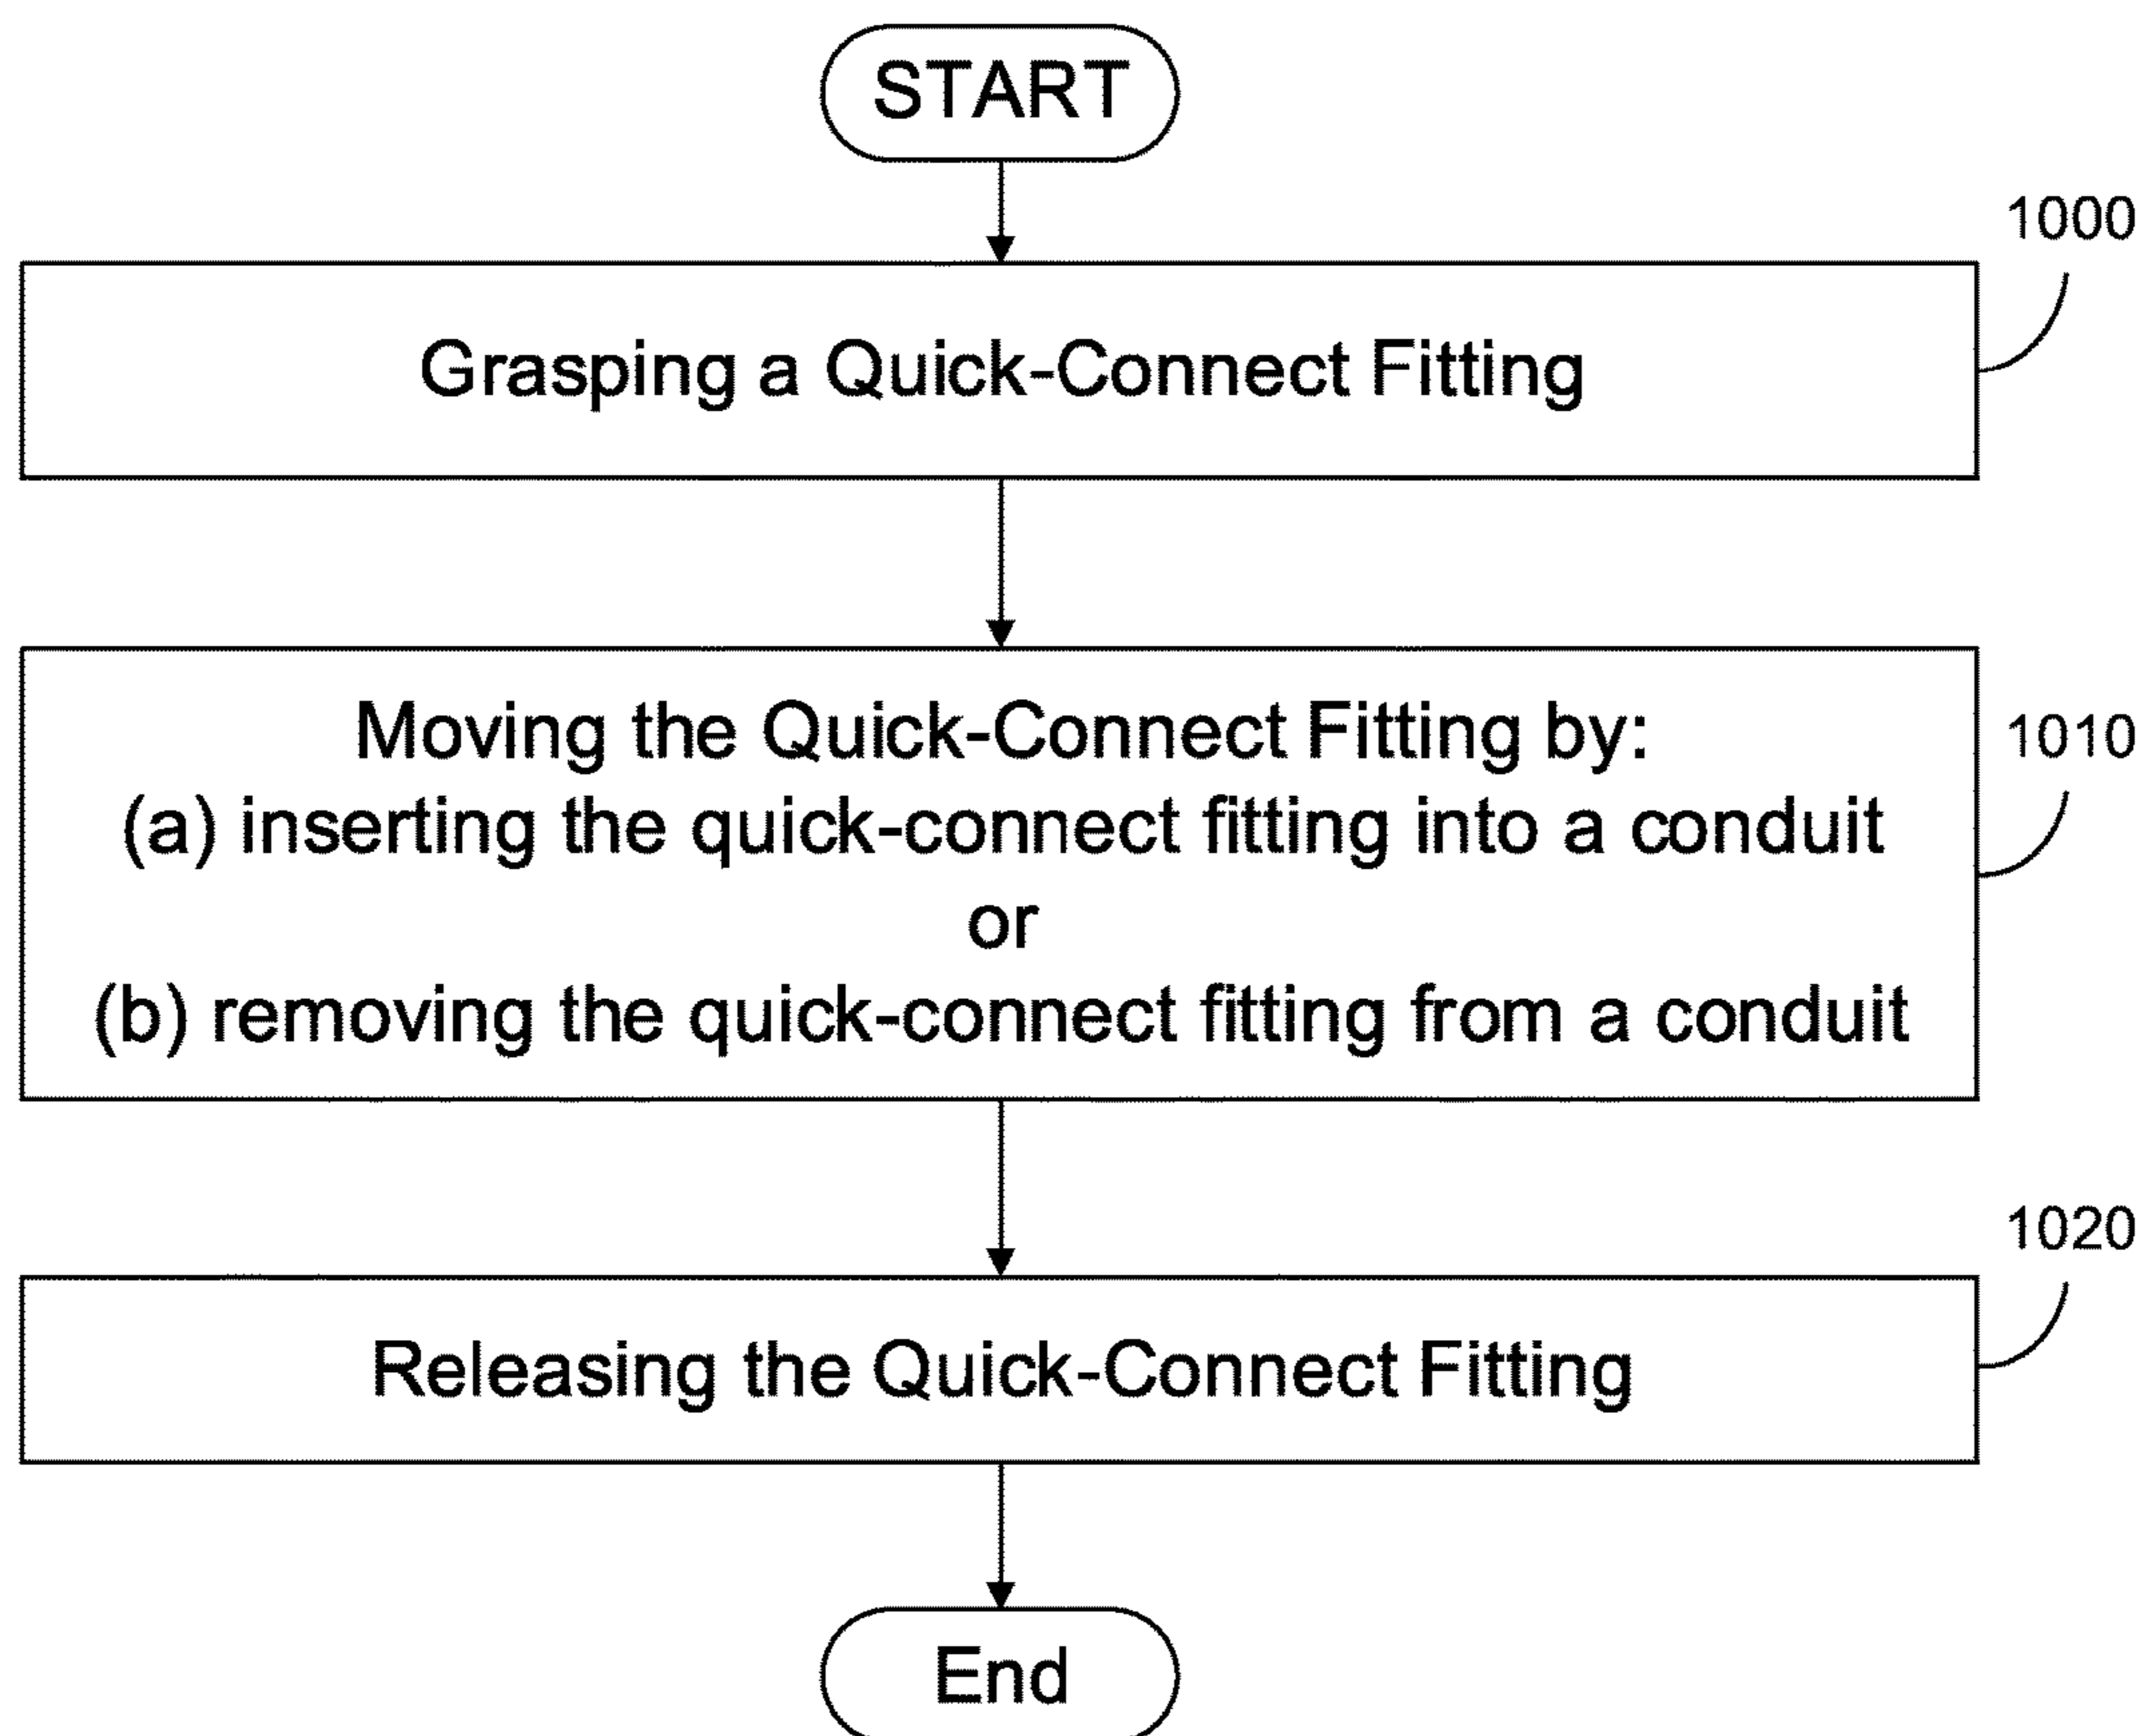 START
1000
Grasping a Quick-Connect Fitting
Moving the Quick-Connect Fitting by:
1010
(a) inserting the quick-connect fitting into a conduit
or
(b) removing the quick-connect fitting from a conduit
1020
Releasing the Quick-Connect Fitting
End